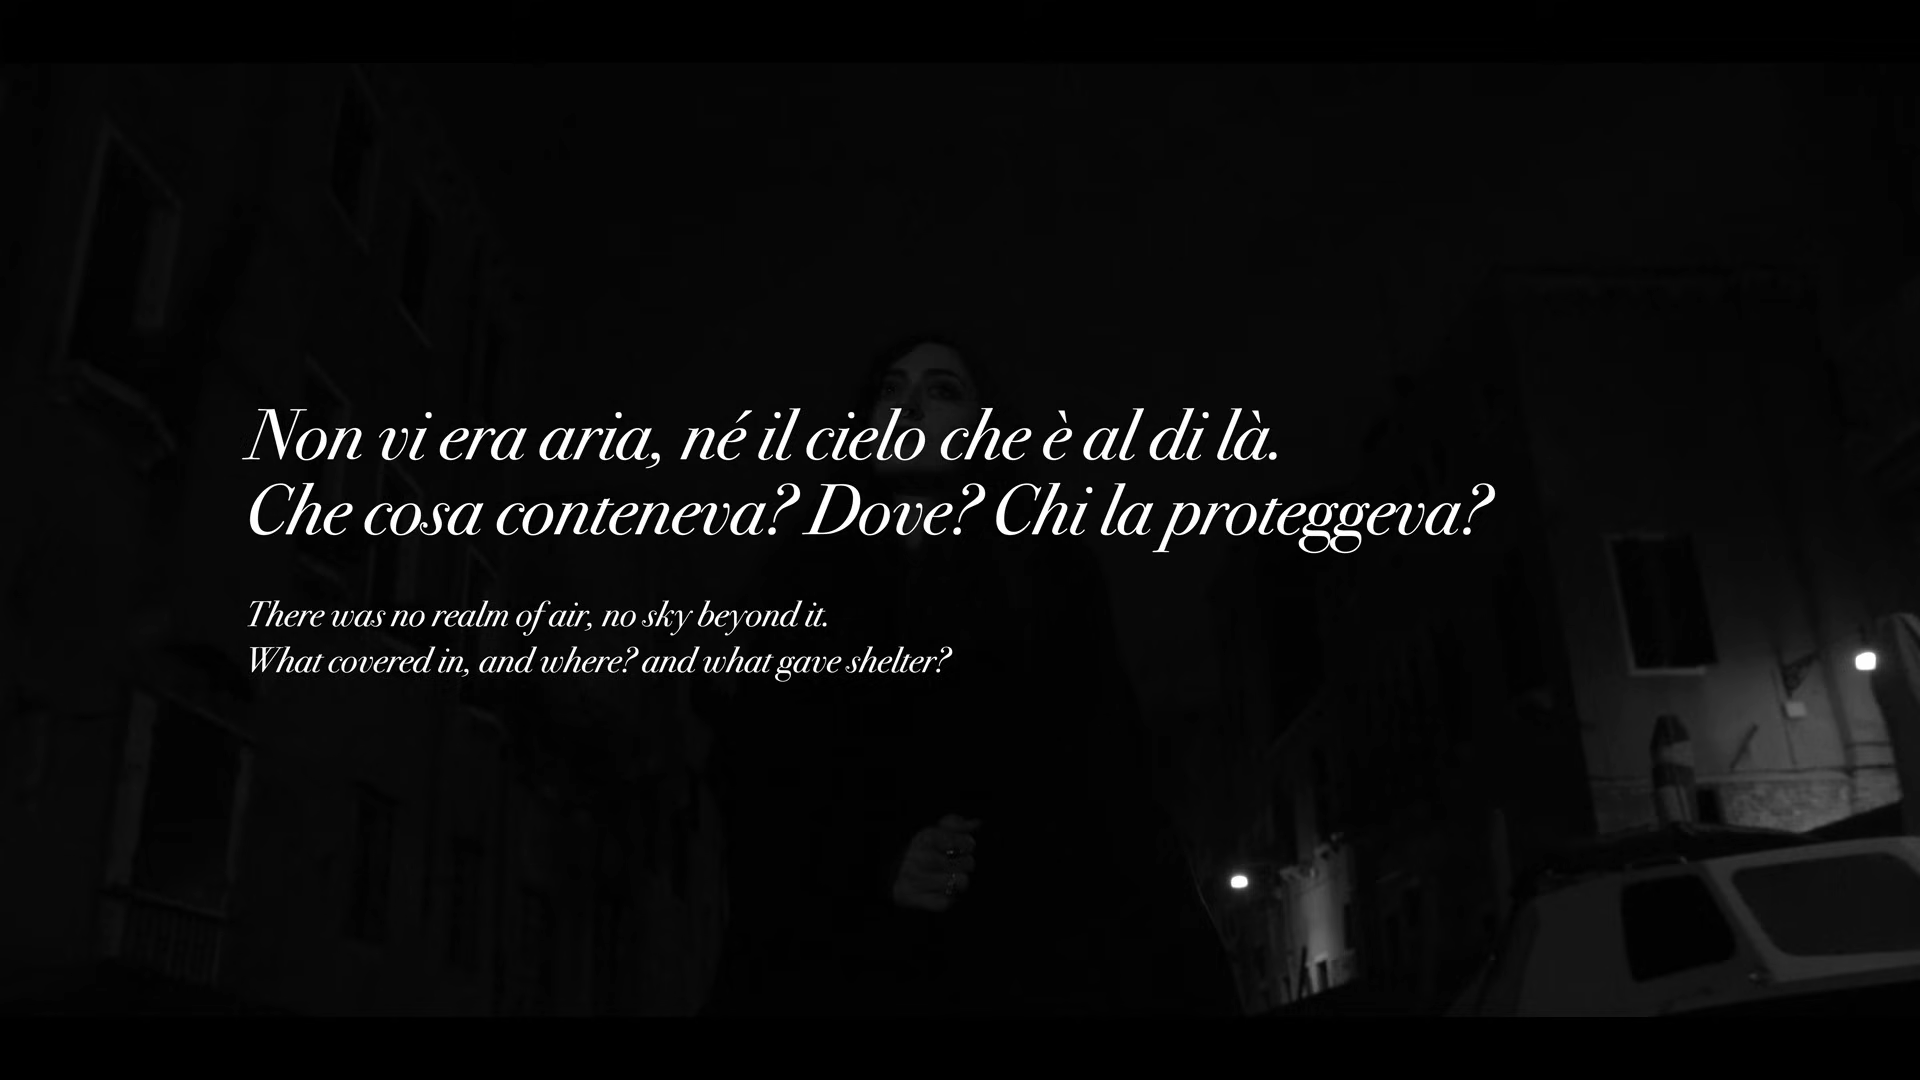 Non vi era aria, né il cielo che è al di là.
Che cosa conteneva? Dove? Chi la proteggeva?
There was no realm of air, no sky beyond it.
What covered in, and where? and what gave shelter?